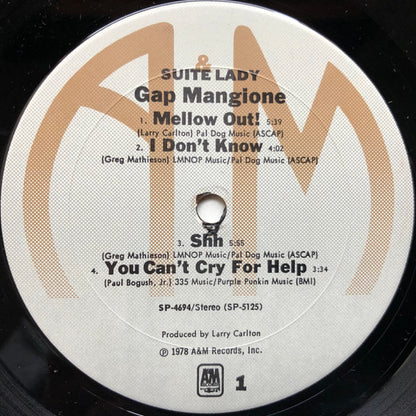 A&M
SUITE LADY
Gap Mangione
1. Mellow Out! 5:39
(Larry Carlton) Pal Dog Music (ASCAP)
2. I Don't Know 4:02
(Greg Mathieson) LMNOP Music/Pal Dog Music (ASCAP)
3. Shh 5:55
(Greg Mathieson) LMNOP Music/Pal Dog Music (ASCAP)
4. You Can't Cry For Help 3:34
(Paul Bogush, Jr.) 335 Music/Purple Punkin Music (BMI)
SP-4694/Stereo (SP-5125)
Produced by Larry Carlton
℗ 1978 A&M Records, Inc.
A&M 1